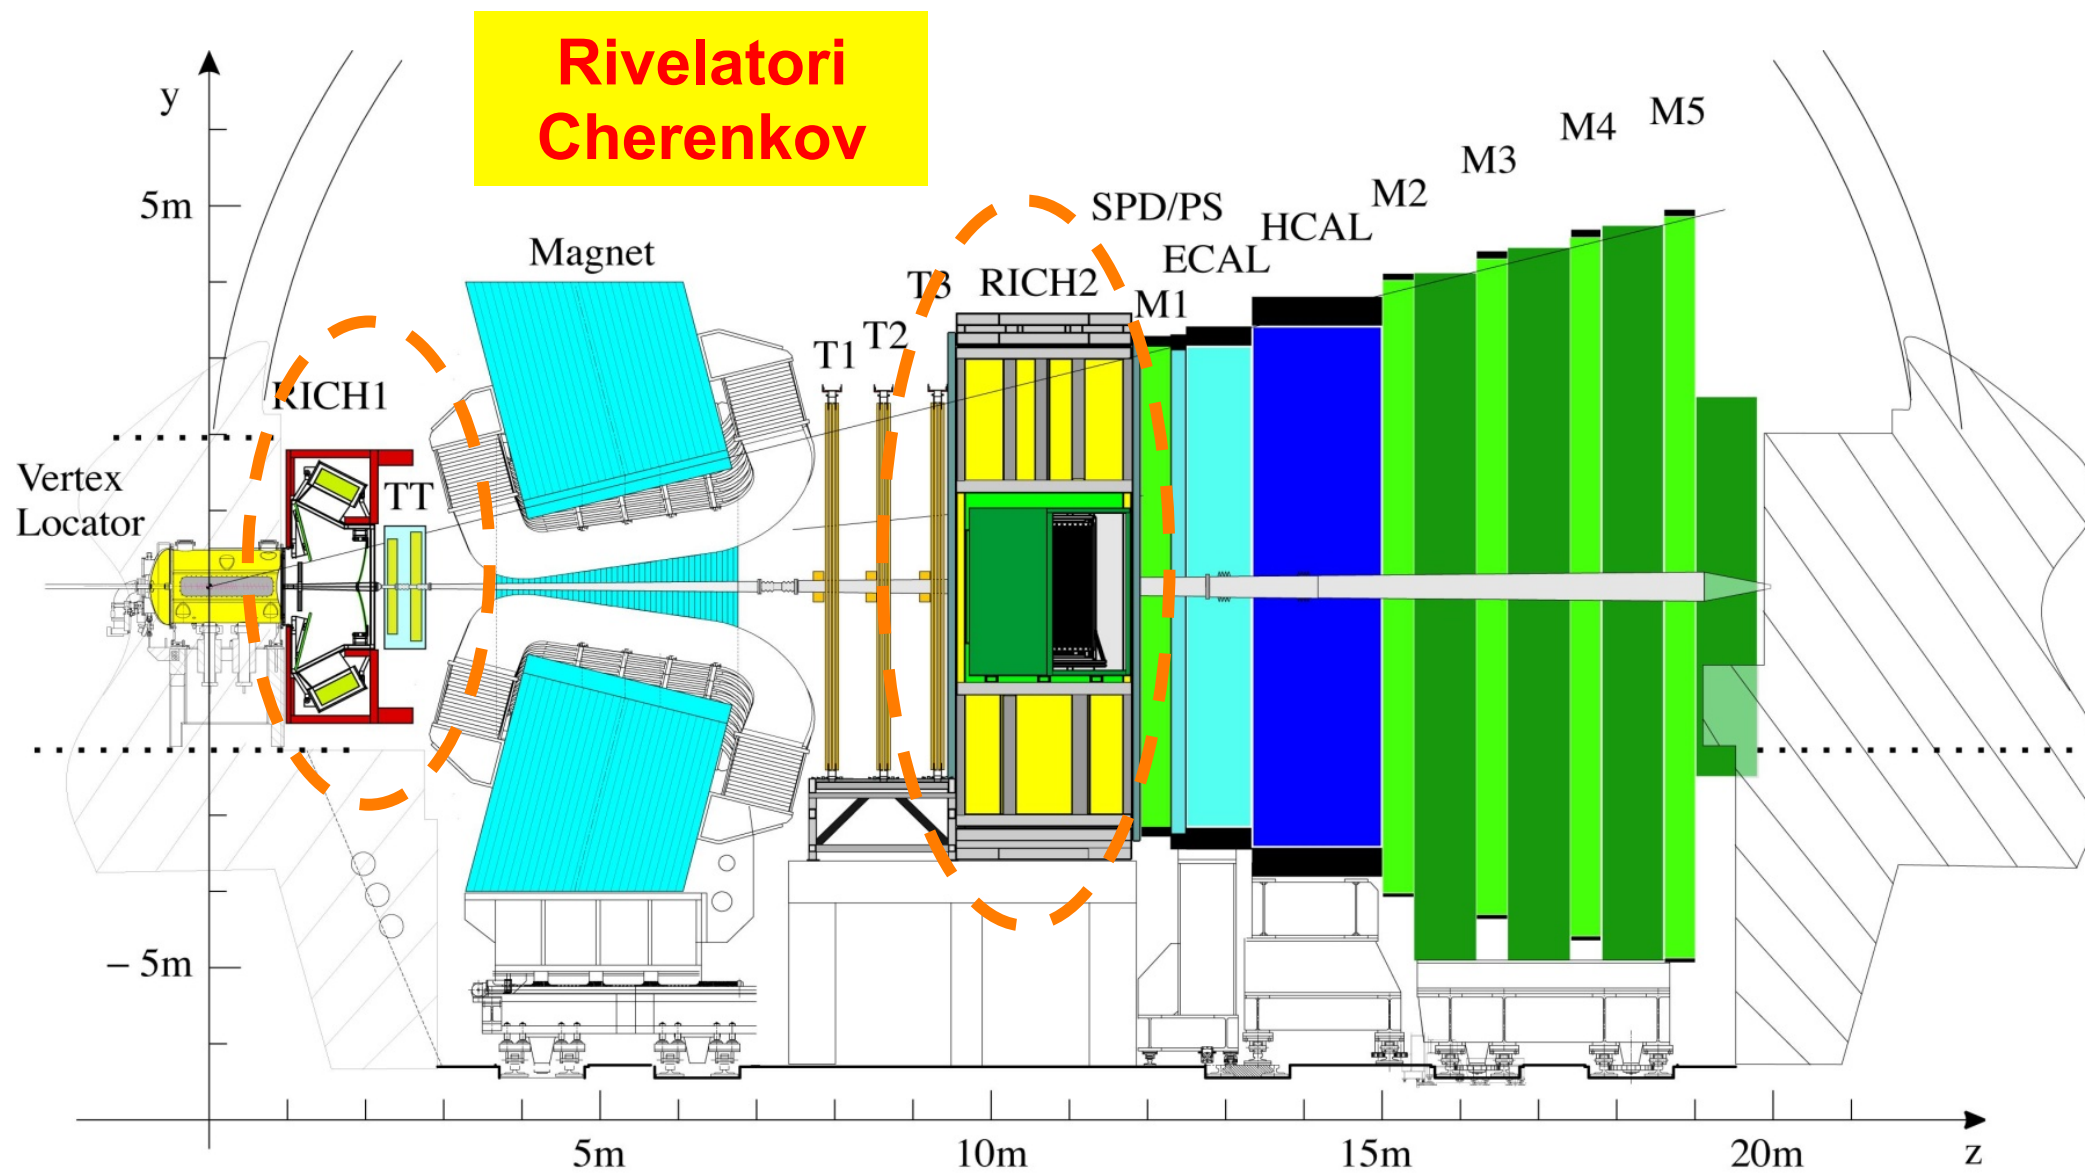 Rivelatori
Cherenkov
y
5m
Magnet
SPD/PS
HCAL
ECAL
M1
M2
M3
M4
M5
T3
RICH2
T2
T1
RICH1
TT
Vertex
Locator
– 5m
5m
10m
15m
20m
z